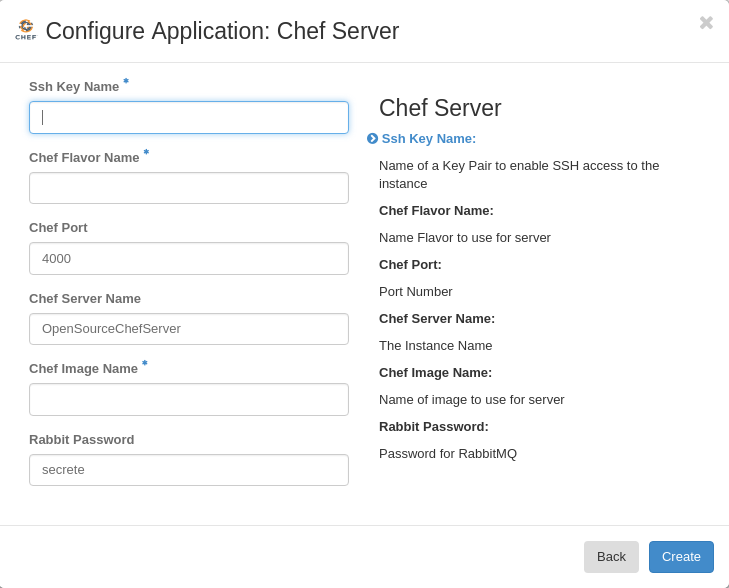 CHEF
Configure Application: Chef Server
×
Ssh Key Name *
Chef Flavor Name *
Chef Port
4000
Chef Server Name
OpenSourceChefServer
Chef Image Name *
Rabbit Password
secrete
Chef Server
Ssh Key Name:
Name of a Key Pair to enable SSH access to the
instance
Chef Flavor Name:
Name Flavor to use for server
Chef Port:
Port Number
Chef Server Name:
The Instance Name
Chef Image Name:
Name of image to use for server
Rabbit Password:
Password for RabbitMQ
Back
Create